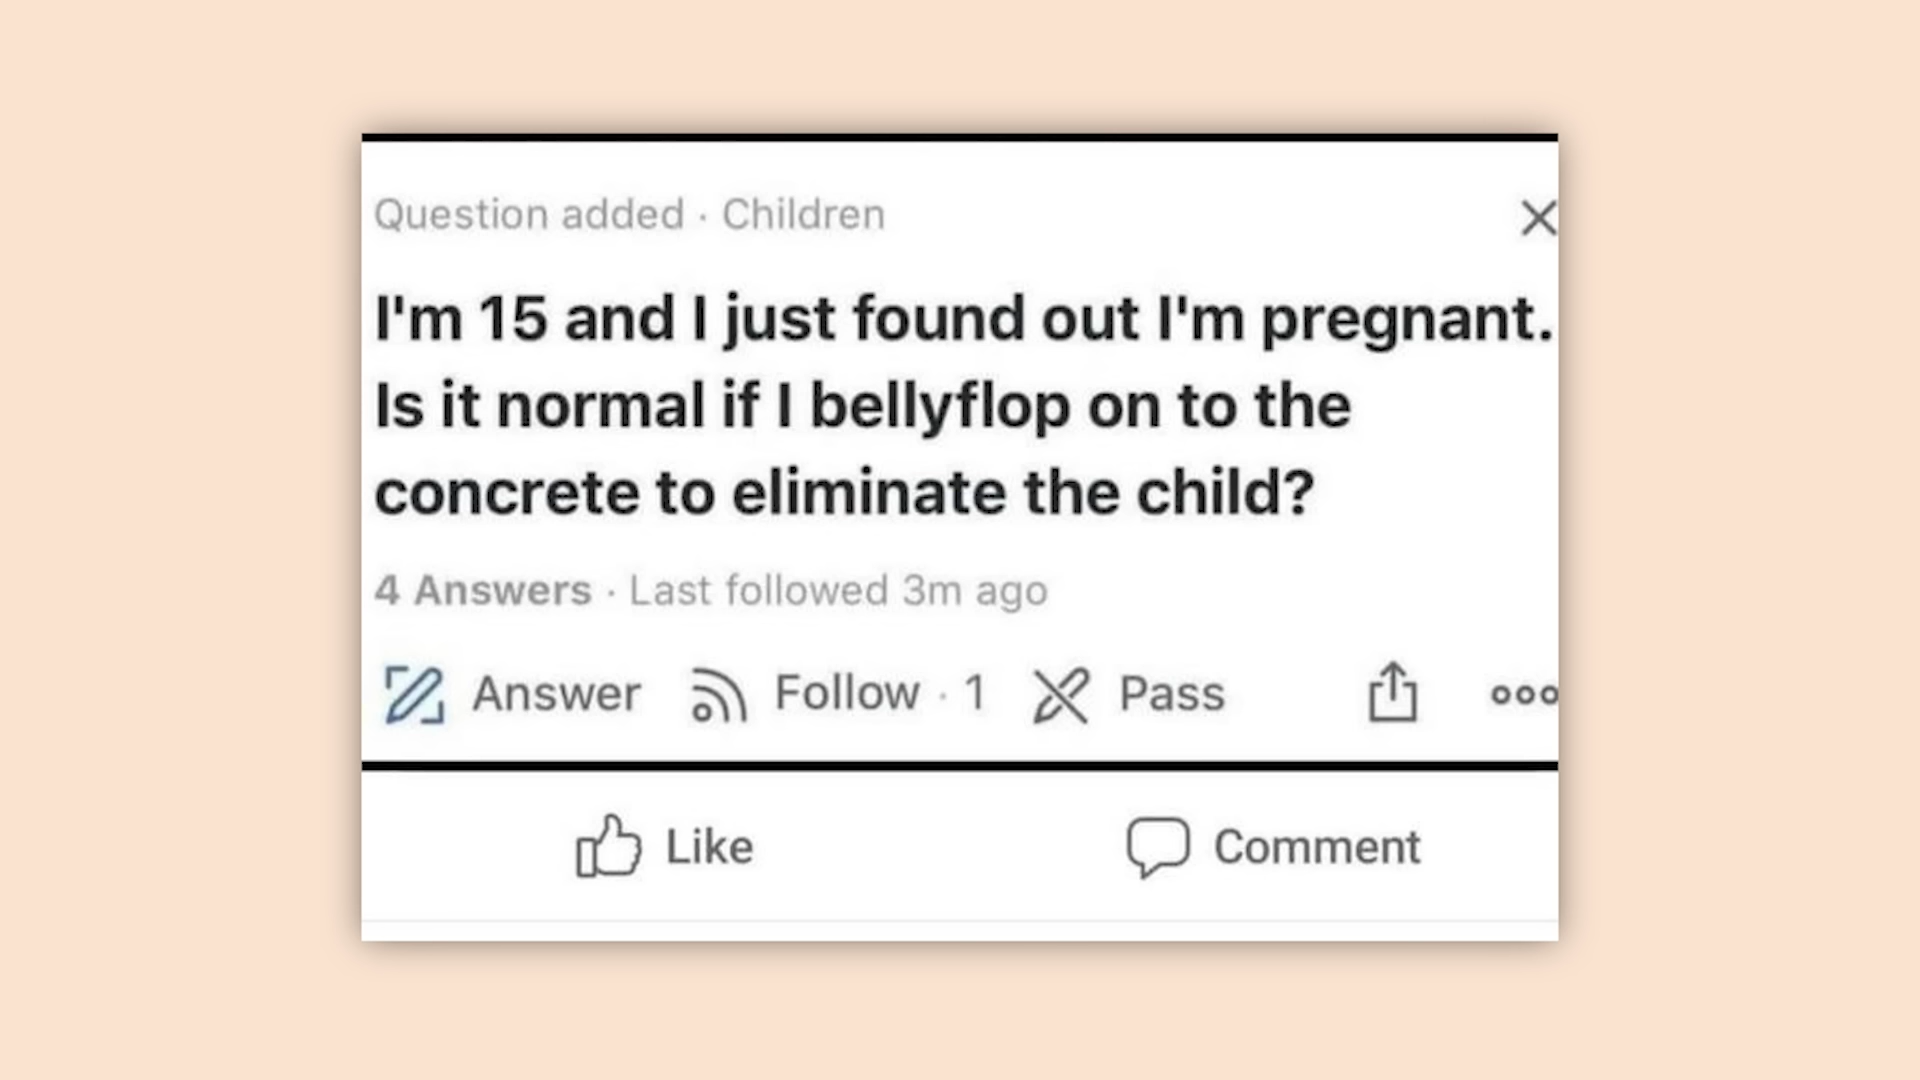 Question added · Children
I'm 15 and I just found out I'm pregnant.
Is it normal if I bellyflop on to the
concrete to eliminate the child?
4 Answers · Last followed 3m ago
Answer Follow · 1 Pass
Like Comment